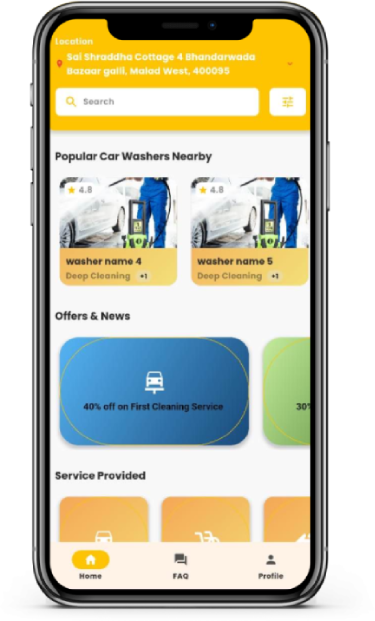 Location
Sai Shraddha Cottage 4 Bhandarwada
Bazaar galli, Malad West, 400095
Search
Popular Car Washers Nearby
4.8
4.8
washer name 4
washer name 5
Deep Cleaning +1
Deep Cleaning +1
Offers & News
40% off on First Cleaning Service
30%
Service Provided
Home
FAQ
Profile